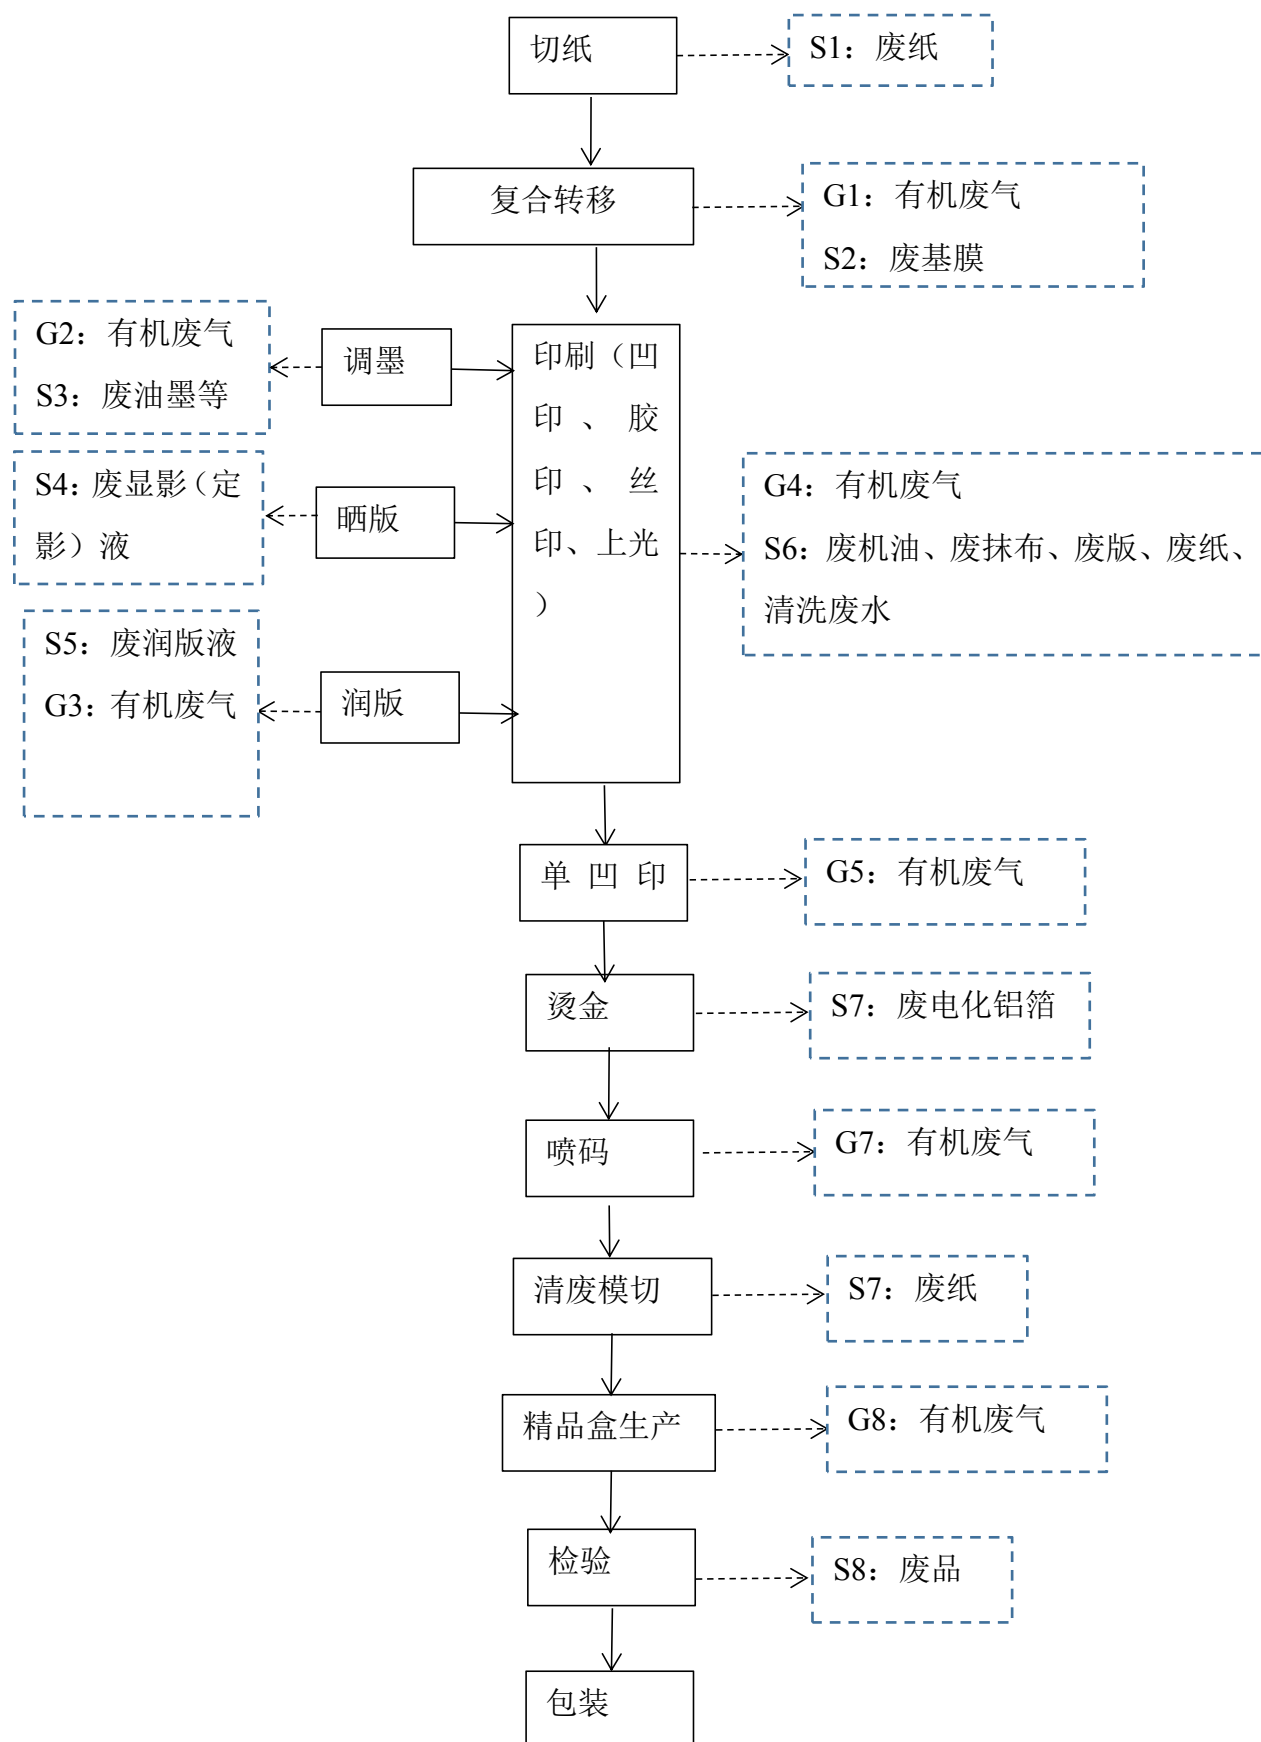 切纸
S1：废纸
复合转移
G1：有机废气
S2：废基膜
G2：有机废气
S3：废油墨等
调墨
印刷（凹
印、胶
印、丝
印、上光
）
S4：废显影（定
影）液
晒版
G4：有机废气
S6：废机油、废抹布、废版、废纸、
清洗废水
S5：废润版液
G3：有机废气
润版
单凹印
G5：有机废气
烫金
S7：废电化铝箔
喷码
G7：有机废气
清废模切
S7：废纸
精品盒生产
G8：有机废气
检验
S8：废品
包装